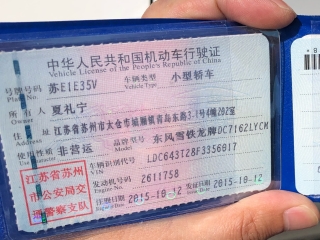 中华人民共和国机动车行驶证
Vehicle License of the People's Republic of China
号牌号码 苏E1E35V 车辆类型 小型轿车
Plate No. Vehicle Type
所有人 夏礼宁
Owner
住址 江苏省苏州市太仓市城厢镇青岛东路3-1号4幢202室
Address
使用性质 非营运 品牌型号 东风雪铁龙牌DC7162LYCM
Use Character Model
车辆识别代号 LDC643T28F3356017
VIN
发动机号码 2611758
Engine No.
注册日期 2015-10-12 发证日期 2015-10-12
Register Date Issue Date
江苏省苏州
市公安局交
通警察支队